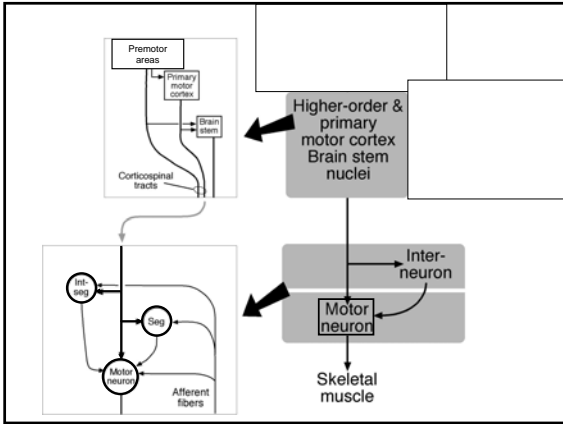 Premotor
areas
Primary
motor
cortex
Brain
stem
Corticospinal
tracts
Higher-order &
primary
motor cortex
Brain stem
nuclei
Int-
seg
Seg
Motor
neuron
Afferent
fibers
Inter-
neuron
Motor
neuron
Skeletal
muscle